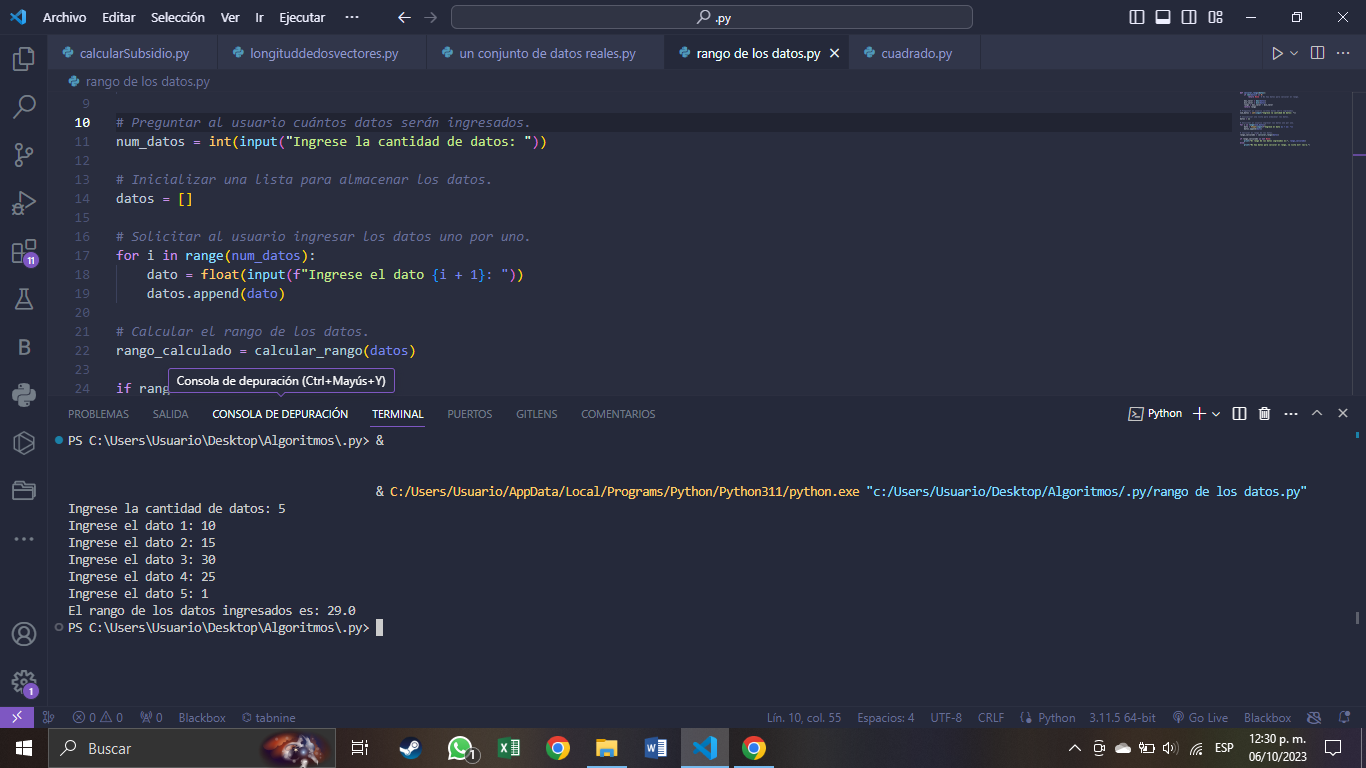 Archivo Editar Selección Ver Ir Ejecutar ··· .py
calcularSubsidio.py longituddedosvectores.py un conjunto de datos reales.py rango de los datos.py cuadrado.py
rango de los datos.py
9
10 # Preguntar al usuario cuántos datos serán ingresados.
11 num_datos = int(input("Ingrese la cantidad de datos: "))
12
13 # Inicializar una lista para almacenar los datos.
14 datos = []
15
16 # Solicitar al usuario ingresar los datos uno por uno.
17 for i in range(num_datos):
18 dato = float(input(f"Ingrese el dato {i + 1}: "))
19 datos.append(dato)
20
21 # Calcular el rango de los datos.
22 rango_calculado = calcular_rango(datos)
23
24 if rang
Consola de depuración (Ctrl+Mayús+Y)
11
B
PROBLEMAS SALIDA CONSOLA DE DEPURACIÓN TERMINAL PUERTOS GITLENS COMENTARIOS Python
PS C:\Users\Usuario\Desktop\Algoritmos\.py> &
& C:/Users/Usuario/AppData/Local/Programs/Python/Python311/python.exe "c:/Users/Usuario/Desktop/Algoritmos/.py/rango de los datos.py"
Ingrese la cantidad de datos: 5
Ingrese el dato 1: 10
Ingrese el dato 2: 15
Ingrese el dato 3: 30
Ingrese el dato 4: 25
Ingrese el dato 5: 1
El rango de los datos ingresados es: 29.0
PS C:\Users\Usuario\Desktop\Algoritmos\.py>
1
0 0 0 Blackbox tabnine Lín. 10, col. 55 Espacios: 4 UTF-8 CRLF Python 3.11.5 64-bit Go Live Blackbox
Buscar 1 ESP 12:30 p. m.
06/10/2023